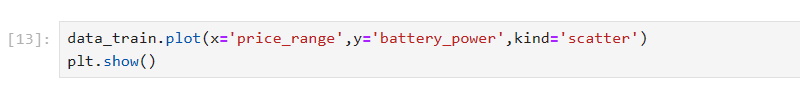 [13]: data_train.plot(x='price_range',y='battery_power',kind='scatter')
plt.show()